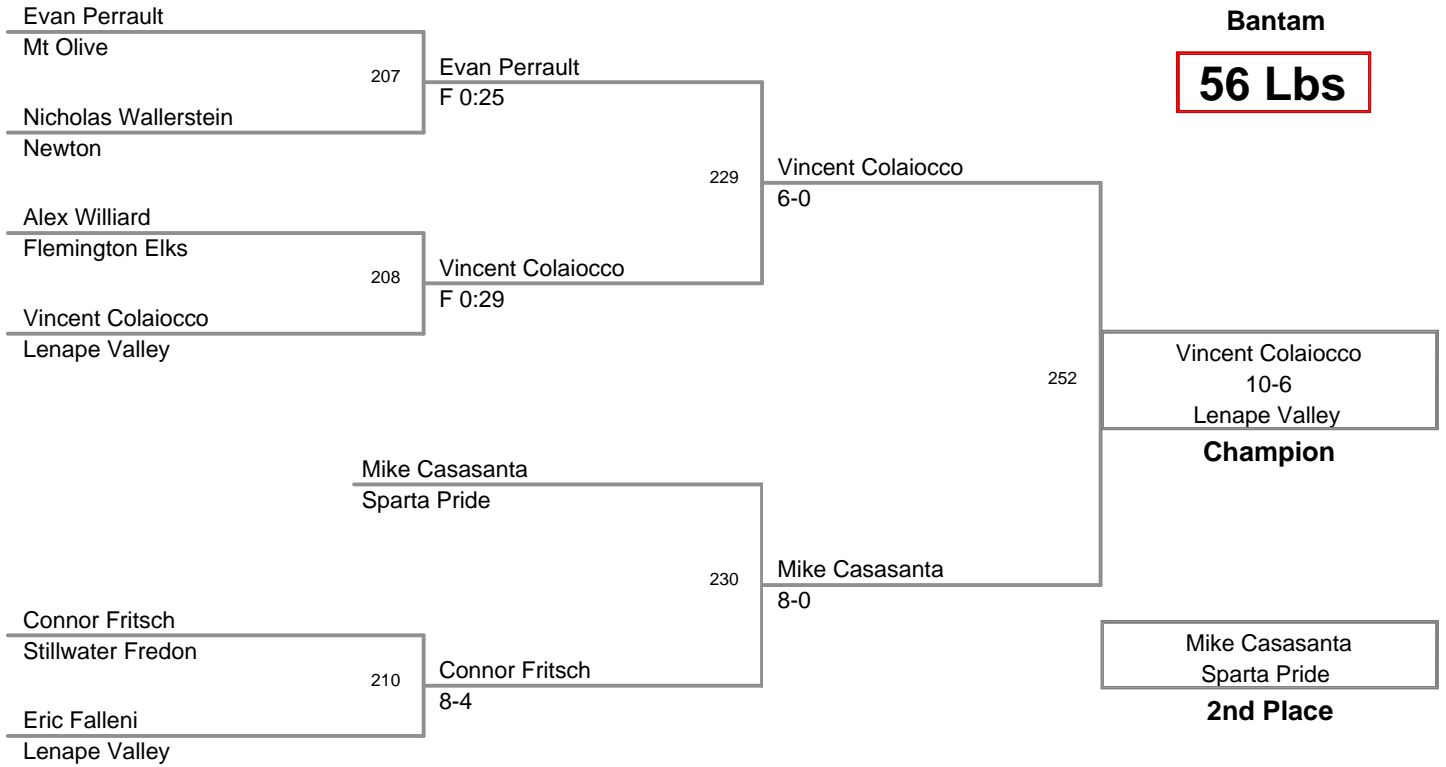 Evan Perrault
Mt Olive
207
Evan Perrault
F 0:25
Nicholas Wallerstein
Newton
229
Vincent Colaiocco
6-0
Alex Williard
Flemington Elks
208
Vincent Colaiocco
F 0:29
Vincent Colaiocco
Lenape Valley
252
Vincent Colaiocco
10-6
Lenape Valley
Champion
Mike Casasanta
Sparta Pride
230
Mike Casasanta
8-0
Connor Fritsch
Stillwater Fredon
210
Connor Fritsch
8-4
Eric Falleni
Lenape Valley
Mike Casasanta
Sparta Pride
2nd Place
Bantam
56 Lbs